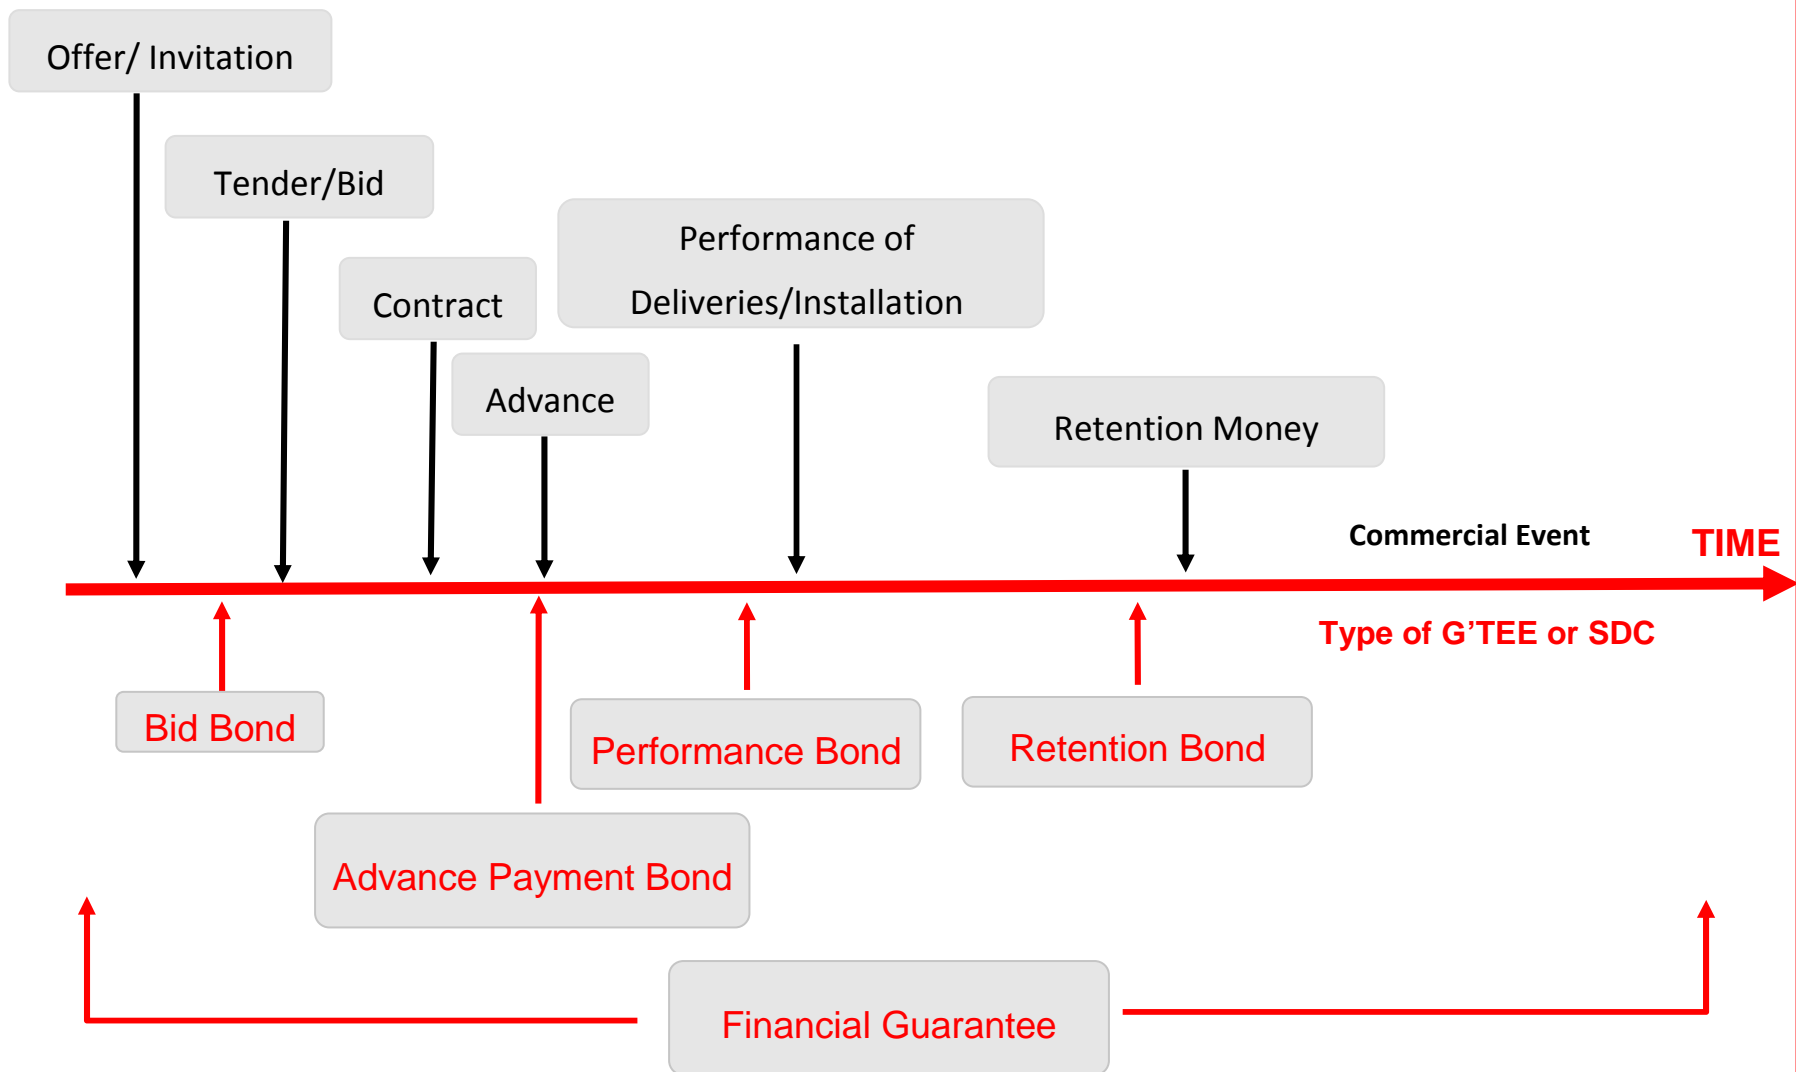 Offer/ Invitation
Tender/Bid
Contract
Advance
Performance of
Deliveries/Installation
Retention Money
Commercial Event
TIME
Type of G’TEE or SDC
Bid Bond
Performance Bond
Retention Bond
Advance Payment Bond
Financial Guarantee